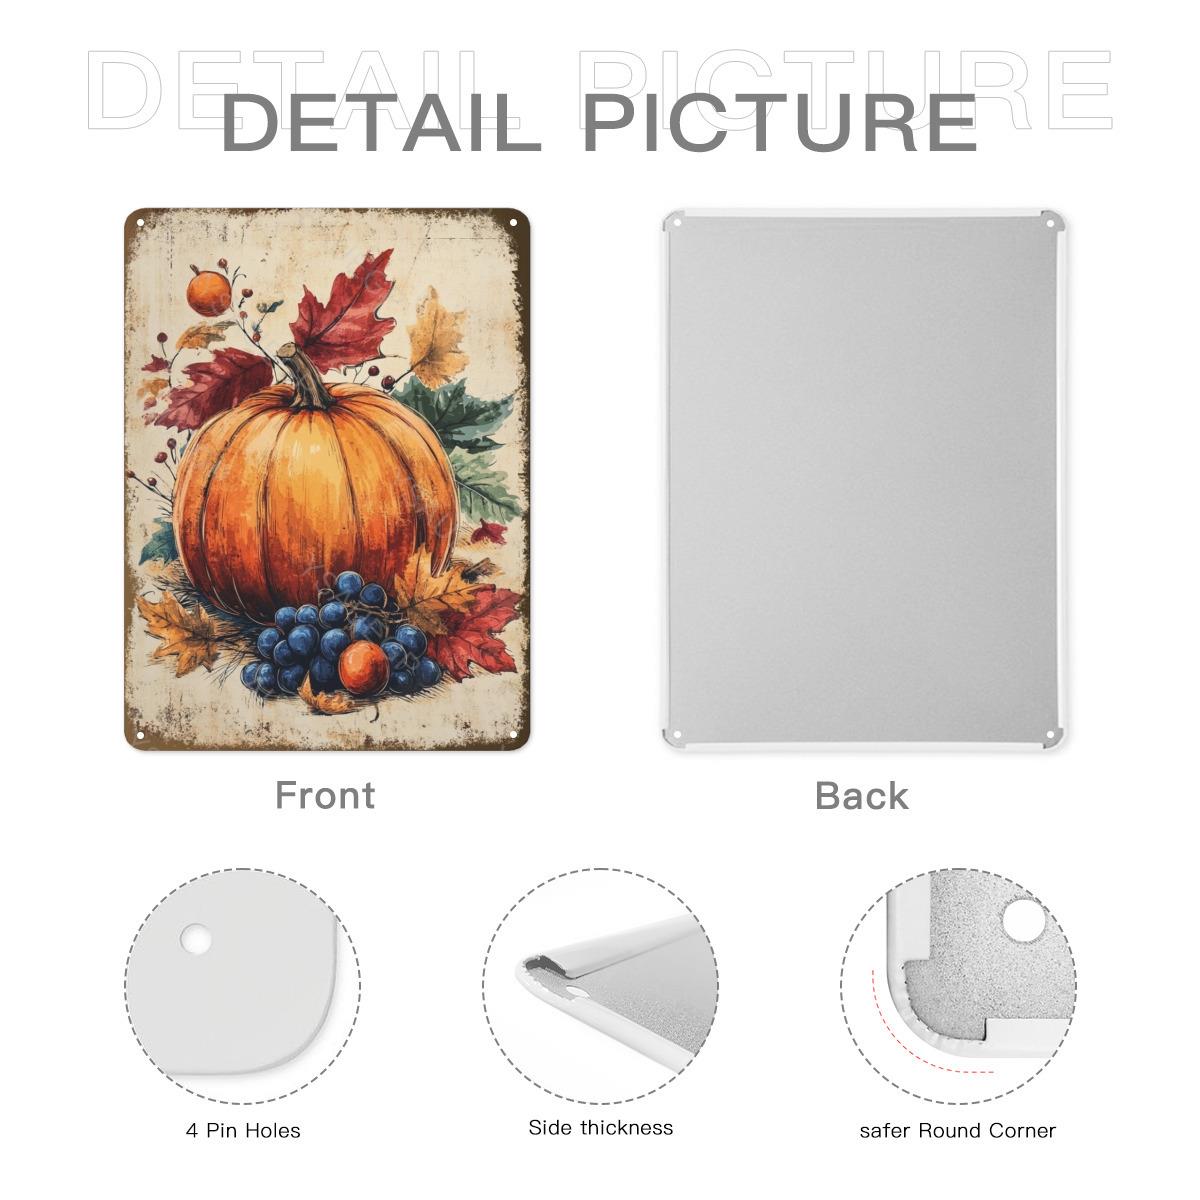 DETAIL PICTURE
DETAIL PICTURE
Front
Back
4 Pin Holes
Side thickness
safer Round Corner